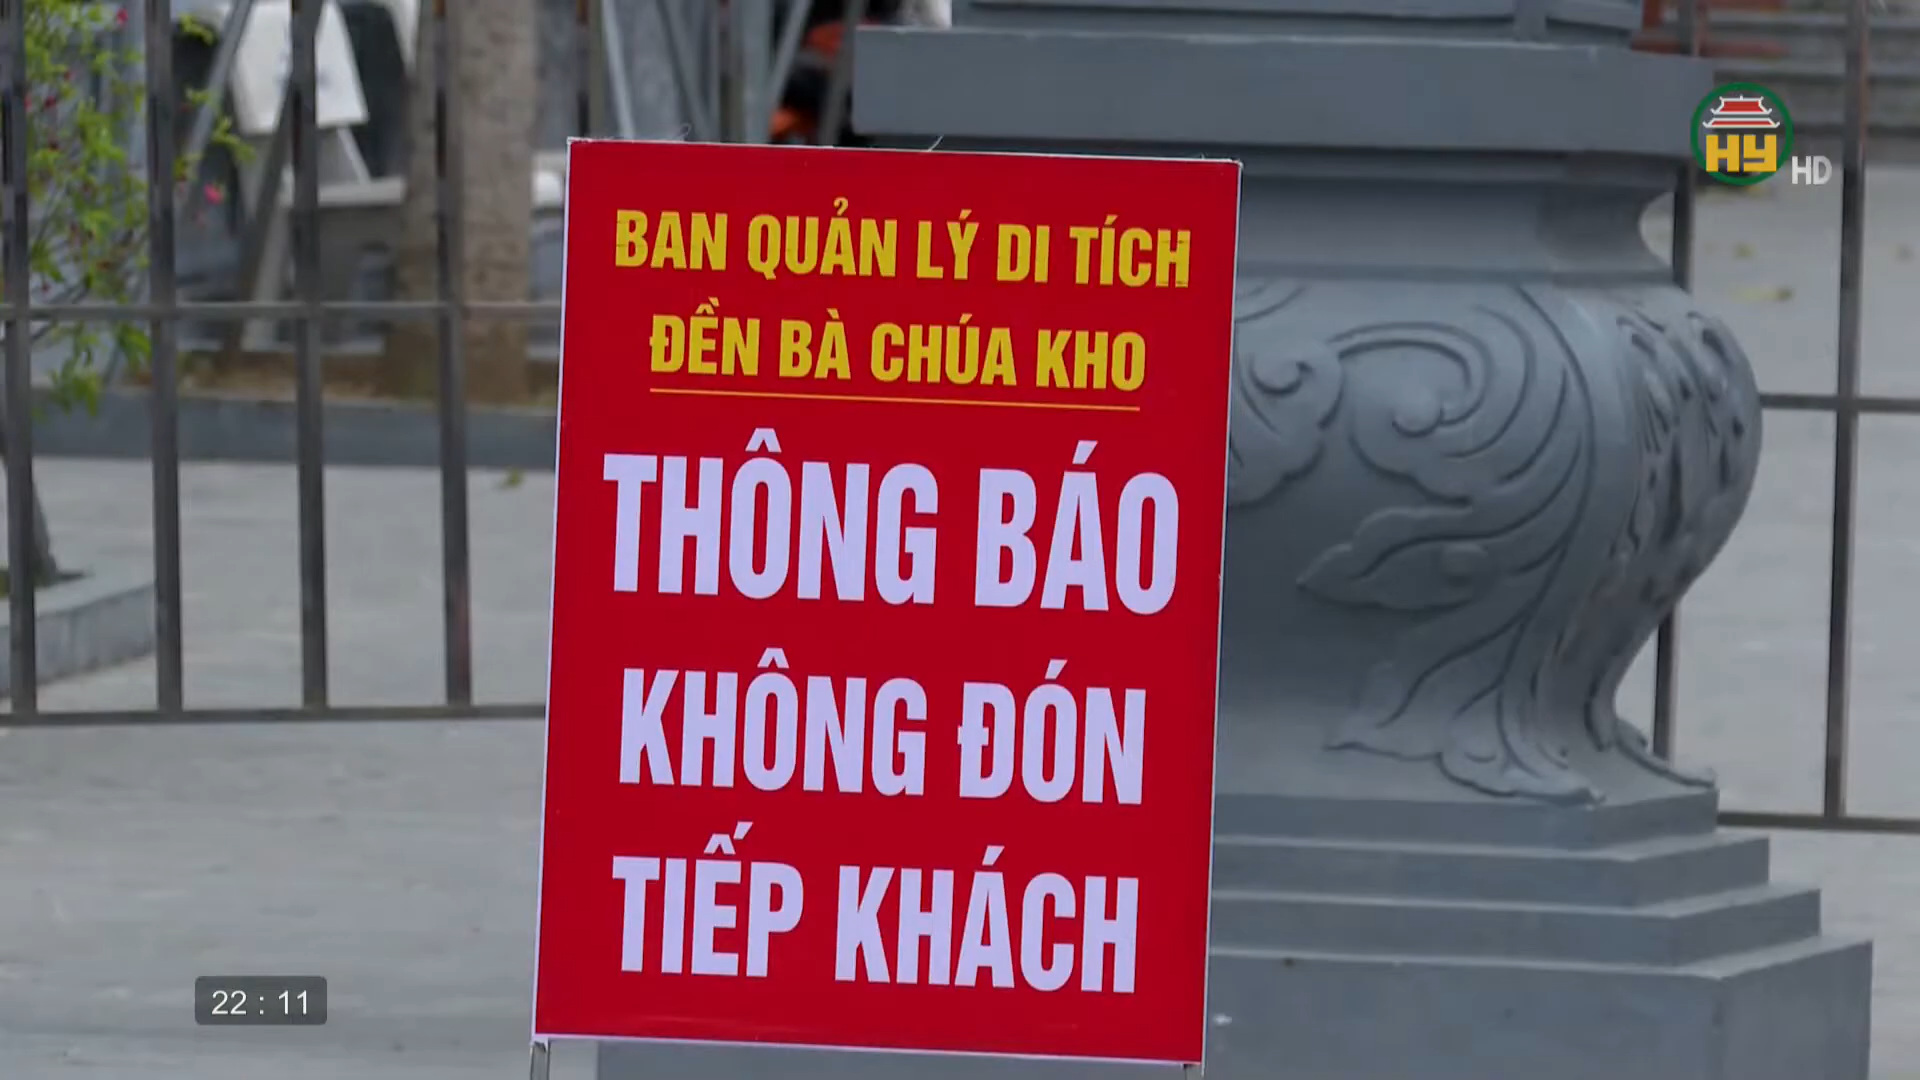 BAN QUẢN LÝ DI TÍCH
ĐỀN BÀ CHÚA KHO
THÔNG BÁO
KHÔNG ĐÓN
TIẾP KHÁCH
HY HD
22 : 11